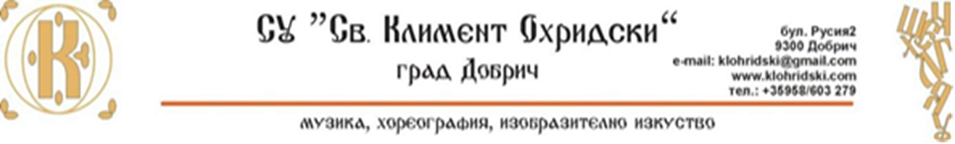 СУ ”Св. Климент Охридски“
град Добрич
бул. Русия2
9300 Добрич
e-mail: klohridski@gmail.com
www.klohridski.com
тел.: +35958/603 279
музика, хореография, изобразително изкуство
К